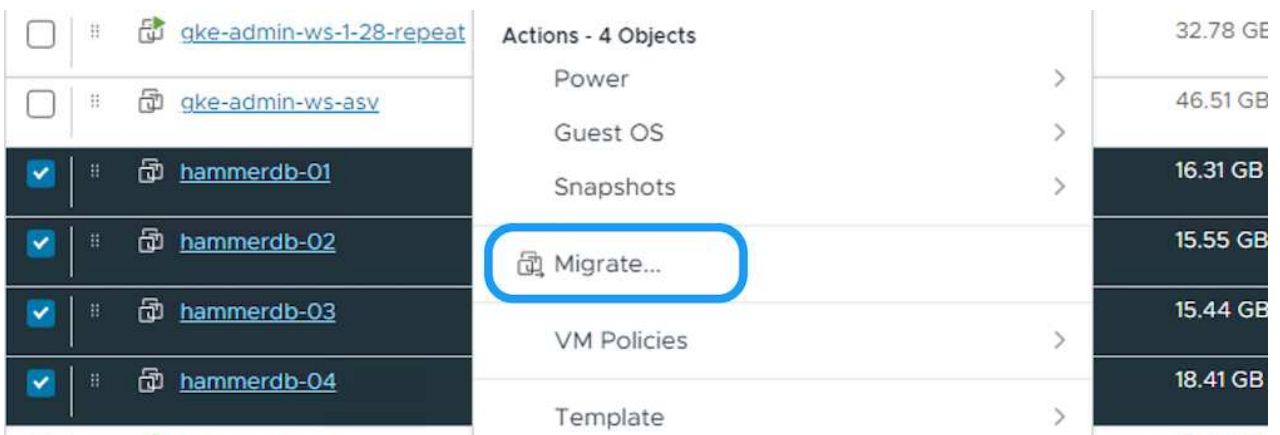 gke-admin-ws-1-28-repeat
Actions - 4 Objects
32.78 GB
Power
gke-admin-ws-asv
46.51 GB
Guest OS
hammerdb-01
16.31 GB
Snapshots
hammerdb-02
15.55 GB
Migrate...
hammerdb-03
15.44 GB
VM Policies
hammerdb-04
18.41 GB
Template